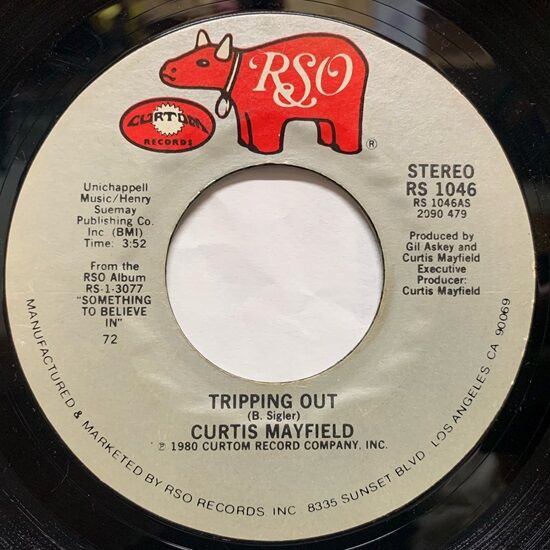 RSO
®
CURTOM
RECORDS
Unichappell
Music/Henry
Suemay
Publishing Co.
Inc. (BMI)
Time: 3:52
From the
RSO Album
RS-1-3077
"SOMETHING
TO BELIEVE
IN"
72
STEREO
RS 1046
RS 1046AS
2090 479
Produced by
Gil Askey and
Curtis Mayfield
Executive
Producer:
Curtis Mayfield
TRIPPING OUT
(B. Sigler)
CURTIS MAYFIELD
℗ 1980 CURTOM RECORD COMPANY, INC.
MANUFACTURED & MARKETED BY RSO RECORDS, INC 8335 SUNSET BLVD LOS ANGELES CA 90069